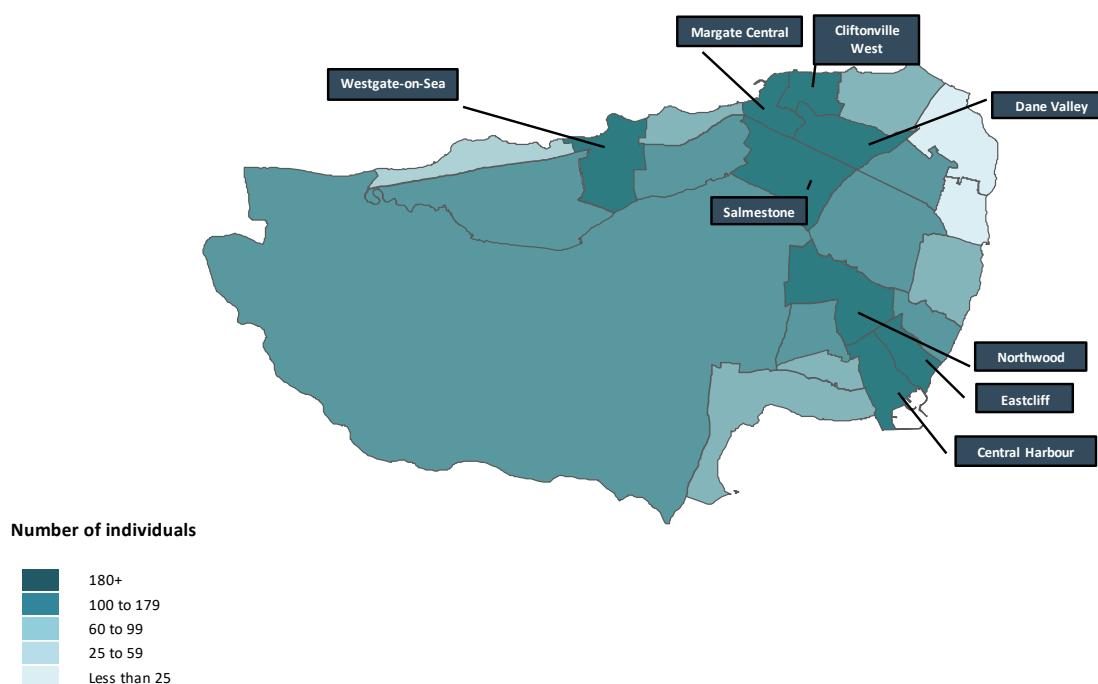 Margate Central
Cliftonville
West
Westgate-on-Sea
Dane Valley
Salmestone
Northwood
Eastcliff
Central Harbour
Number of individuals
180+
100 to 179
60 to 99
25 to 59
Less than 25